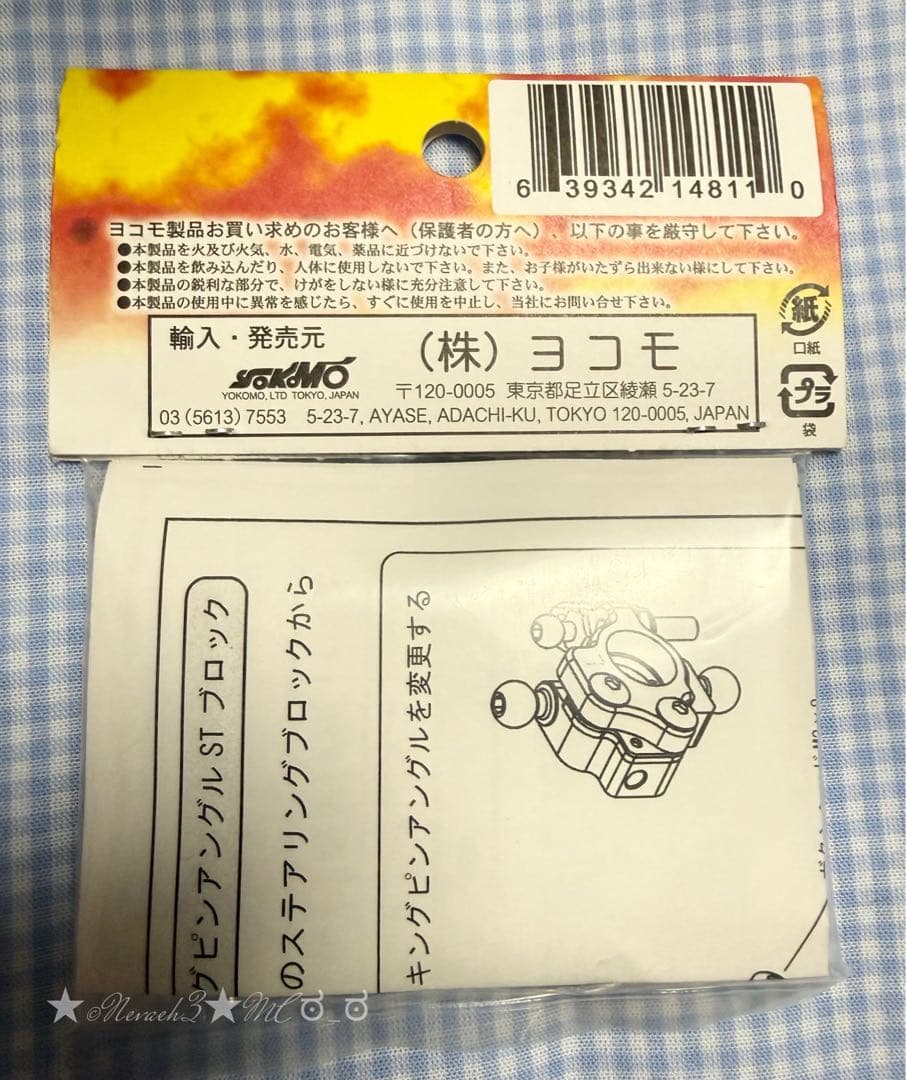 6 39342 14811 0
ヨコモ製品お買い求めのお客様へ（保護者の方へ）、以下の事を厳守して下さい。
●本製品を火及び火気、水、電気、薬品に近づけないで下さい。
●本製品を飲み込んだり、人体に使用しないで下さい。また、お子様がいたずら出来ない様にして下さい。
●本製品の鋭利な部分で、けがをしない様に充分注意して下さい。
●本製品の使用中に異常を感じたら、すぐに使用を中止し、当社にお問い合せ下さい。
紙
口紙
プラ
袋
輸入・発売元
（株）ヨコモ
YOKOMO
YOKOMO, LTD TOKYO, JAPAN
〒120-0005 東京都足立区綾瀬 5-23-7
03 (5613) 7553 5-23-7, AYASE, ADACHI-KU, TOKYO 120-0005, JAPAN
グピンアングル ST ブロック
のステアリングブロックから
キングピンアングルを変更する